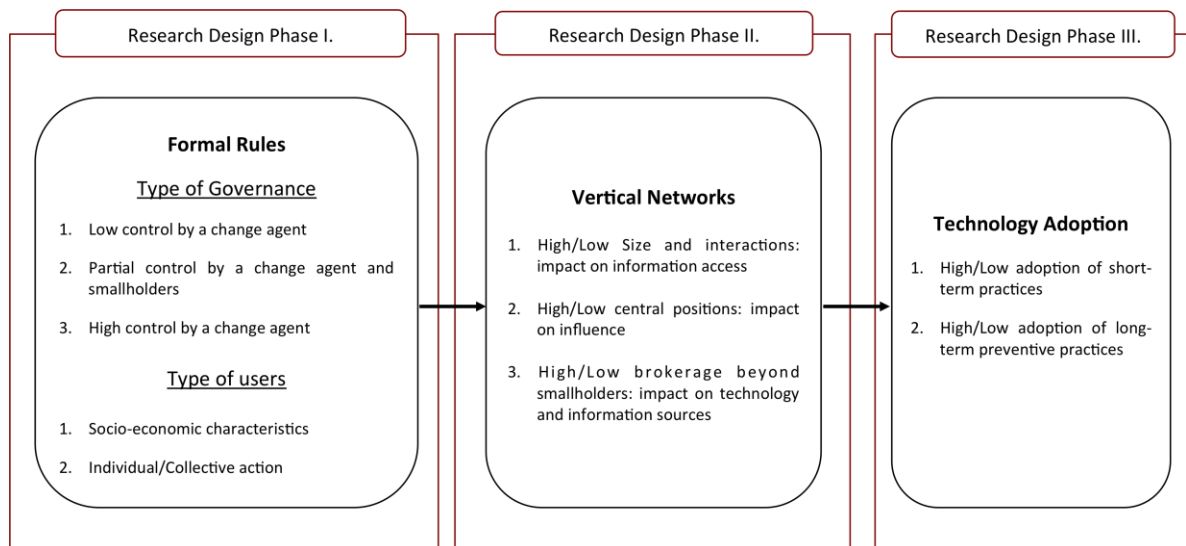 Research Design Phase I.
Formal Rules
Type of Governance
1. Low control by a change agent
2. Partial control by a change agent and
smallholders
3. High control by a change agent
Type of users
1. Socio-economic characteristics
2. Individual/Collective action
Research Design Phase II.
Vertical Networks
1. High/Low Size and interactions:
impact on information access
2. High/Low central positions: impact
on influence
3. High/Low brokerage beyond
smallholders: impact on technology
and information sources
Research Design Phase III.
Technology Adoption
1. High/Low adoption of short-
term practices
2. High/Low adoption of long-
term preventive practices